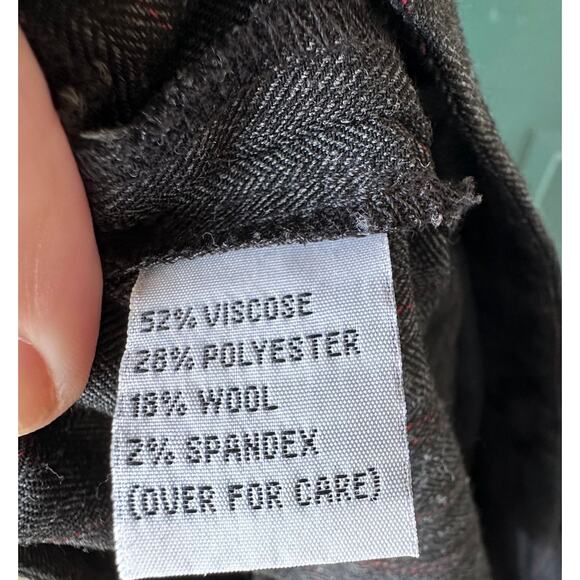 52% VISCOSE
28% POLYESTER
18% WOOL
2% SPANDEX
(OVER FOR CARE)